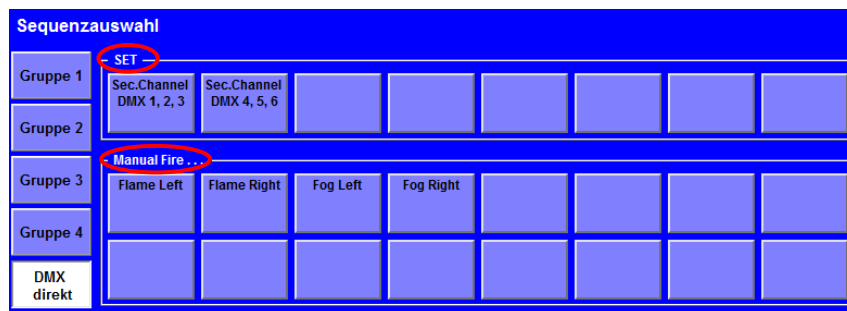 Sequenzauswahl
Gruppe 1
Gruppe 2
Gruppe 3
Gruppe 4
DMX
direkt
SET
Sec.Channel
DMX 1, 2, 3
Sec.Channel
DMX 4, 5, 6
Manual Fire . . .
Flame Left
Flame Right
Fog Left
Fog Right